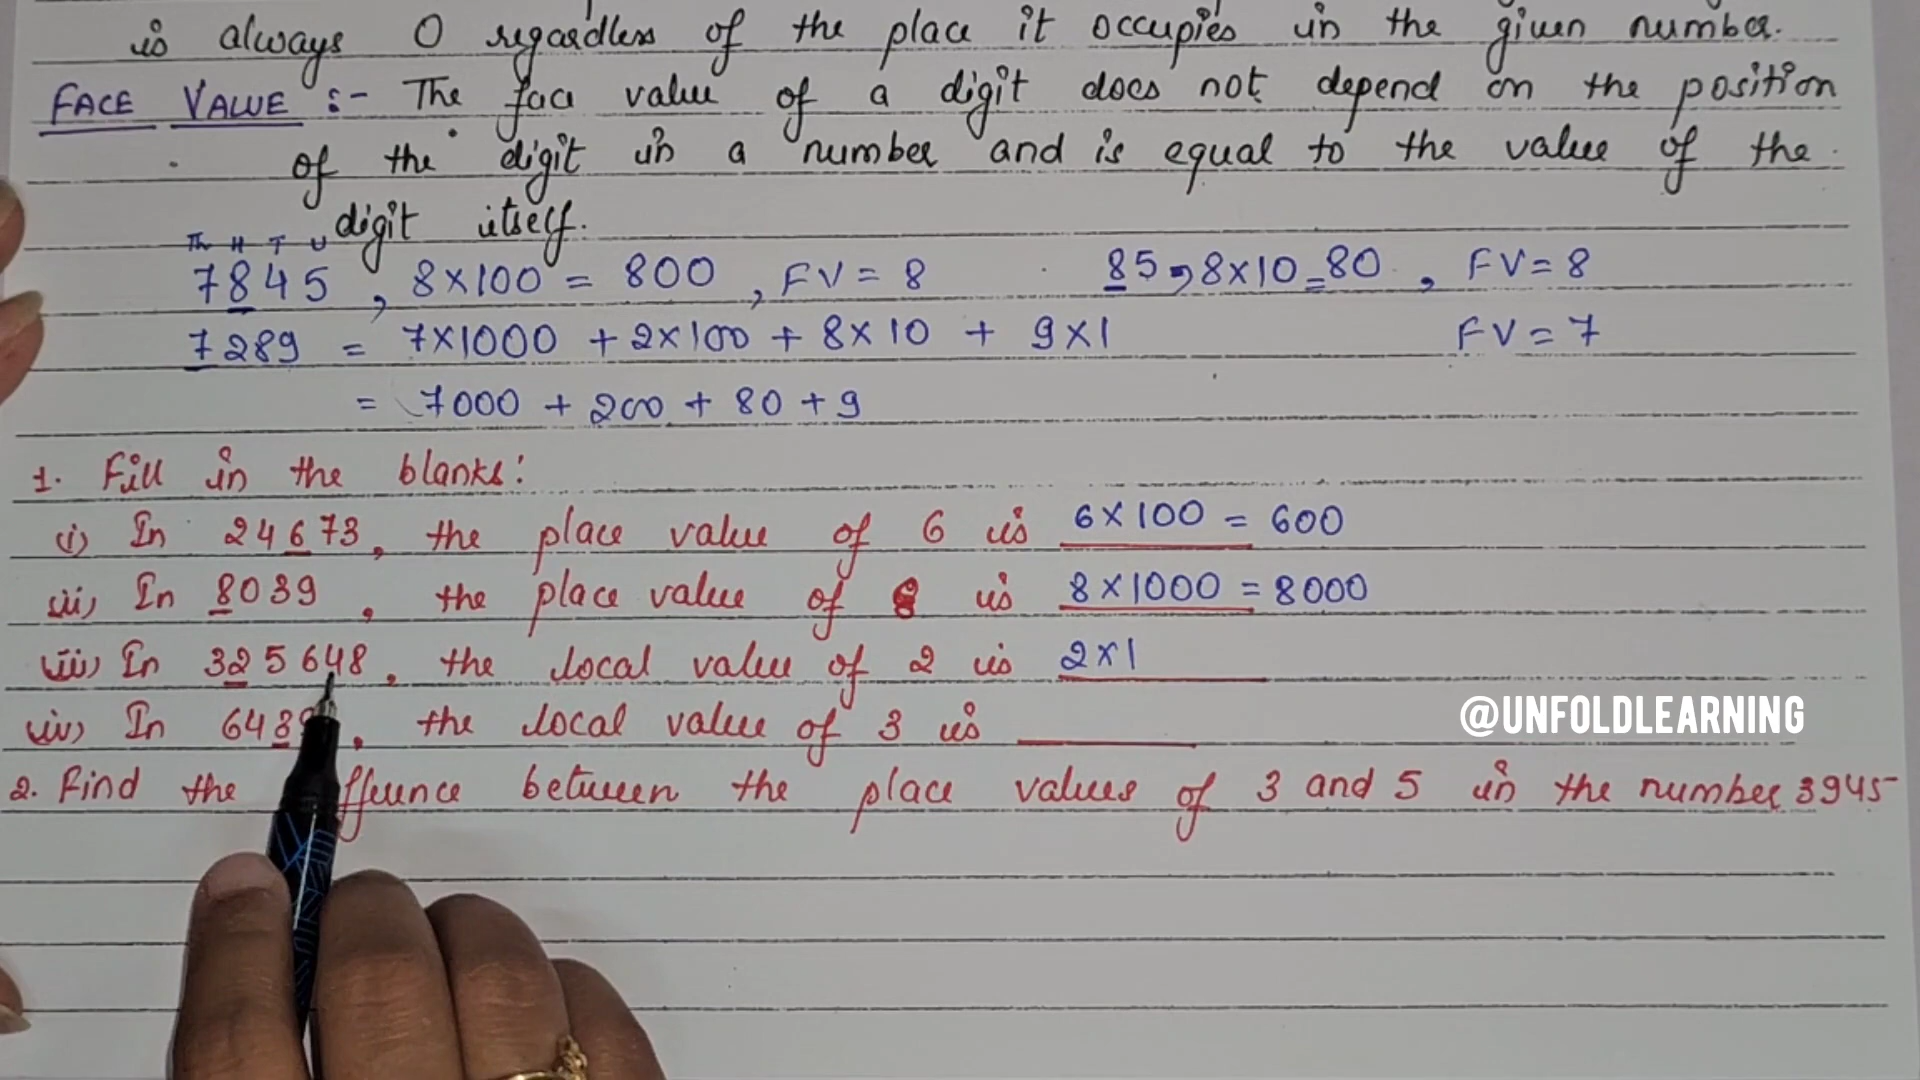 is always 0 regardless of the place it occupies in the given number.
FACE VALUE :- The face value of a digit does not depend on the position
of the digit in a number and is equal to the value of the
digit itself.
Th H T U
7845, 8×100 = 800, FV = 8 85, 8×10 = 80, FV = 8
7289 = 7×1000 + 2×100 + 8×10 + 9×1 FV = 7
= 7000 + 200 + 80 + 9
1. Fill in the blanks:
(i) In 24673, the place value of 6 is 6×100 = 600
(ii) In 8039, the place value of 8 is 8×1000 = 8000
(iii) In 325648, the local value of 2 is 2×1
(iv) In the local value of 3 is
@UNFOLDLEARNING
2. Find the between the place values of 3 and 5 in the number 3945